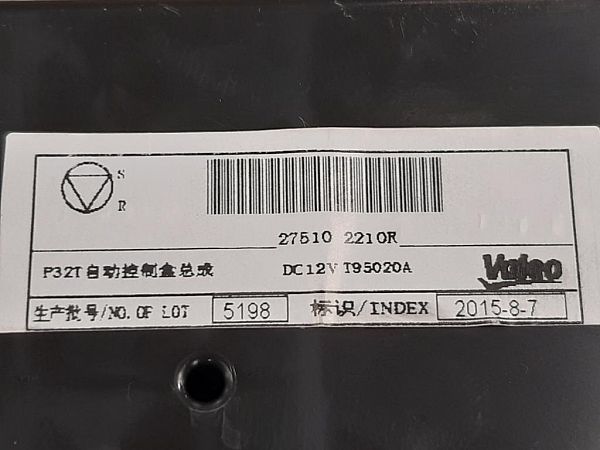 S
R
27510 2210R
P32T自动控制盒总成 DC12V T95020A Valeo
生产批号/NO. OF LOT 5198 标识/INDEX 2015-8-7